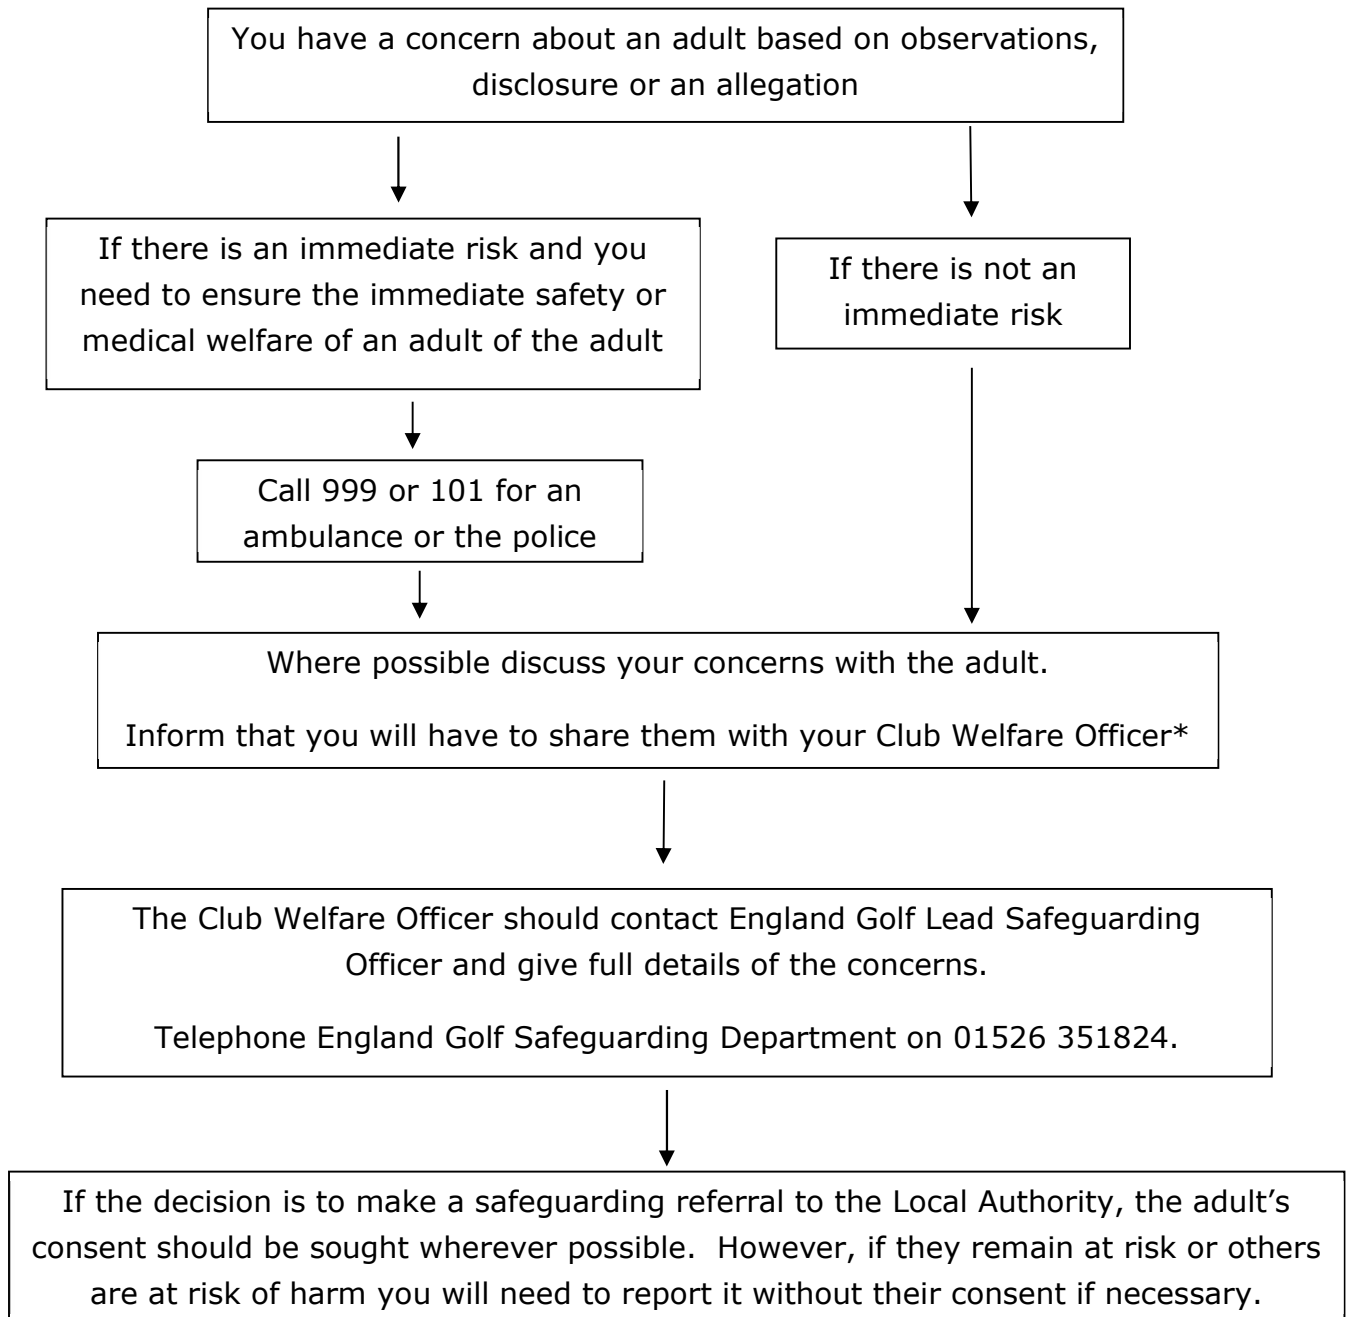 You have a concern about an adult based on observations,
disclosure or an allegation
If there is an immediate risk and you
need to ensure the immediate safety or
medical welfare of an adult of the adult
If there is not an
immediate risk
Call 999 or 101 for an
ambulance or the police
Where possible discuss your concerns with the adult.
Inform that you will have to share them with your Club Welfare Officer*
The Club Welfare Officer should contact England Golf Lead Safeguarding
Officer and give full details of the concerns.
Telephone England Golf Safeguarding Department on 01526 351824.
If the decision is to make a safeguarding referral to the Local Authority, the adult’s
consent should be sought wherever possible.  However, if they remain at risk or others
are at risk of harm you will need to report it without their consent if necessary.